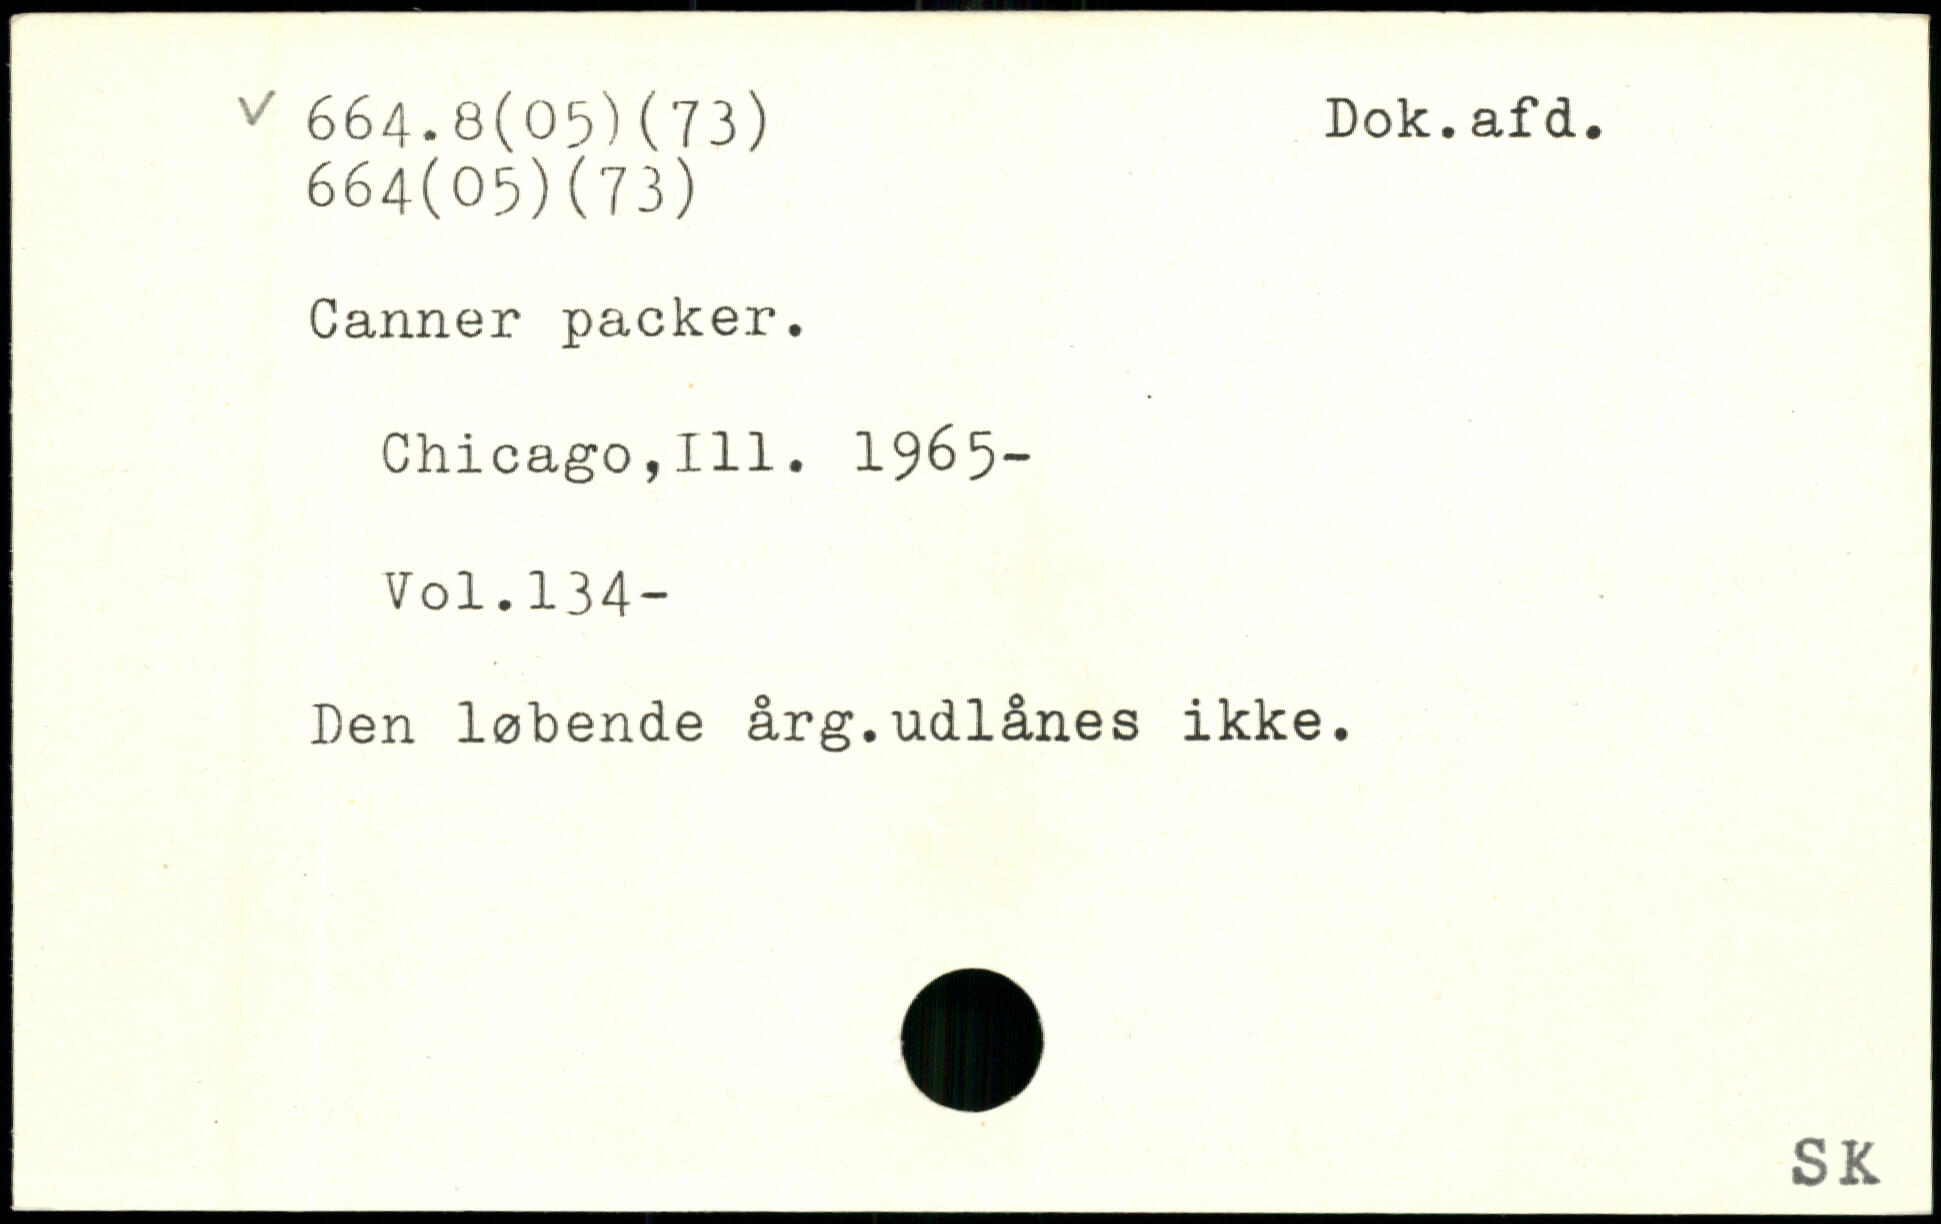 ✓ 664.8(05)(73) Dok.afd.
664(05)(73)
Canner packer.
Chicago,Ill. 1965-
Vol.134-
Den løbende årg.udlånes ikke.
SK